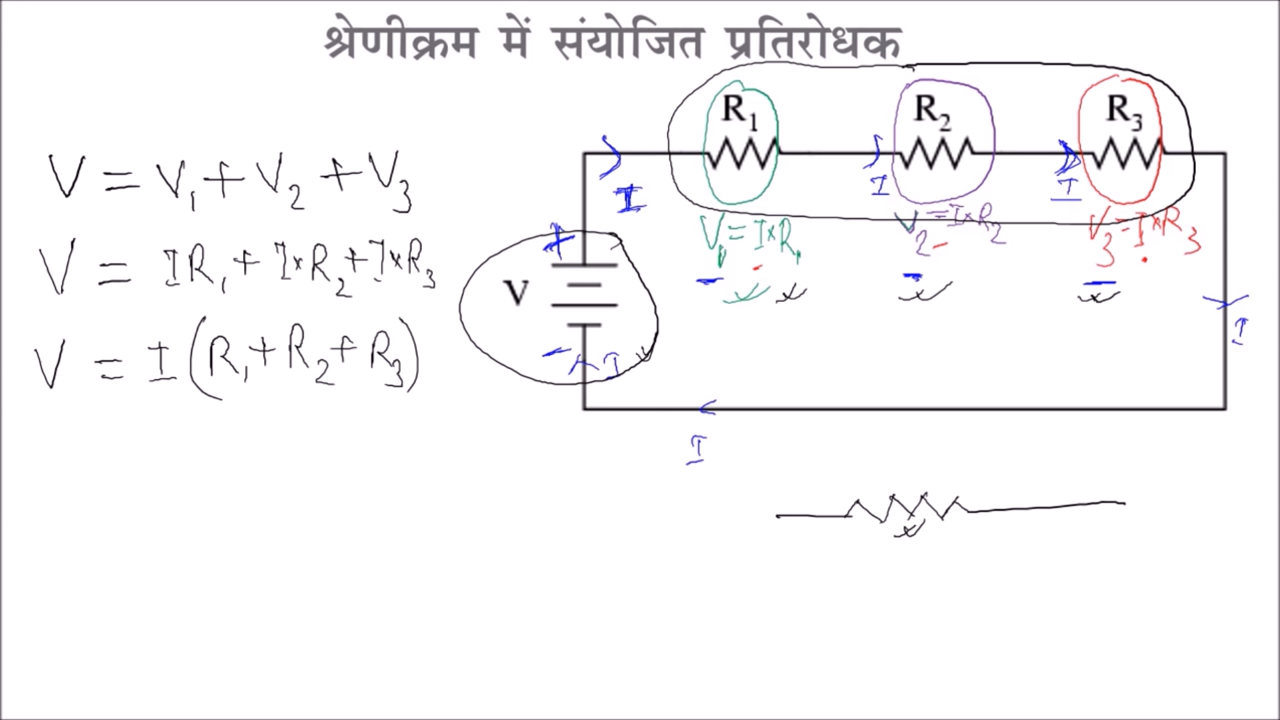 श्रेणीक्रम में संयोजित प्रतिरोधक
V = V₁ + V₂ + V₃
V = IR₁ + I×R₂ + I×R₃
V = I (R₁ + R₂ + R₃)
R₁ R₂ R₃
I I I
V₁ = I×R₁ V₂ = I×R₂ V₃ = I×R₃
+
V
- I
I
I